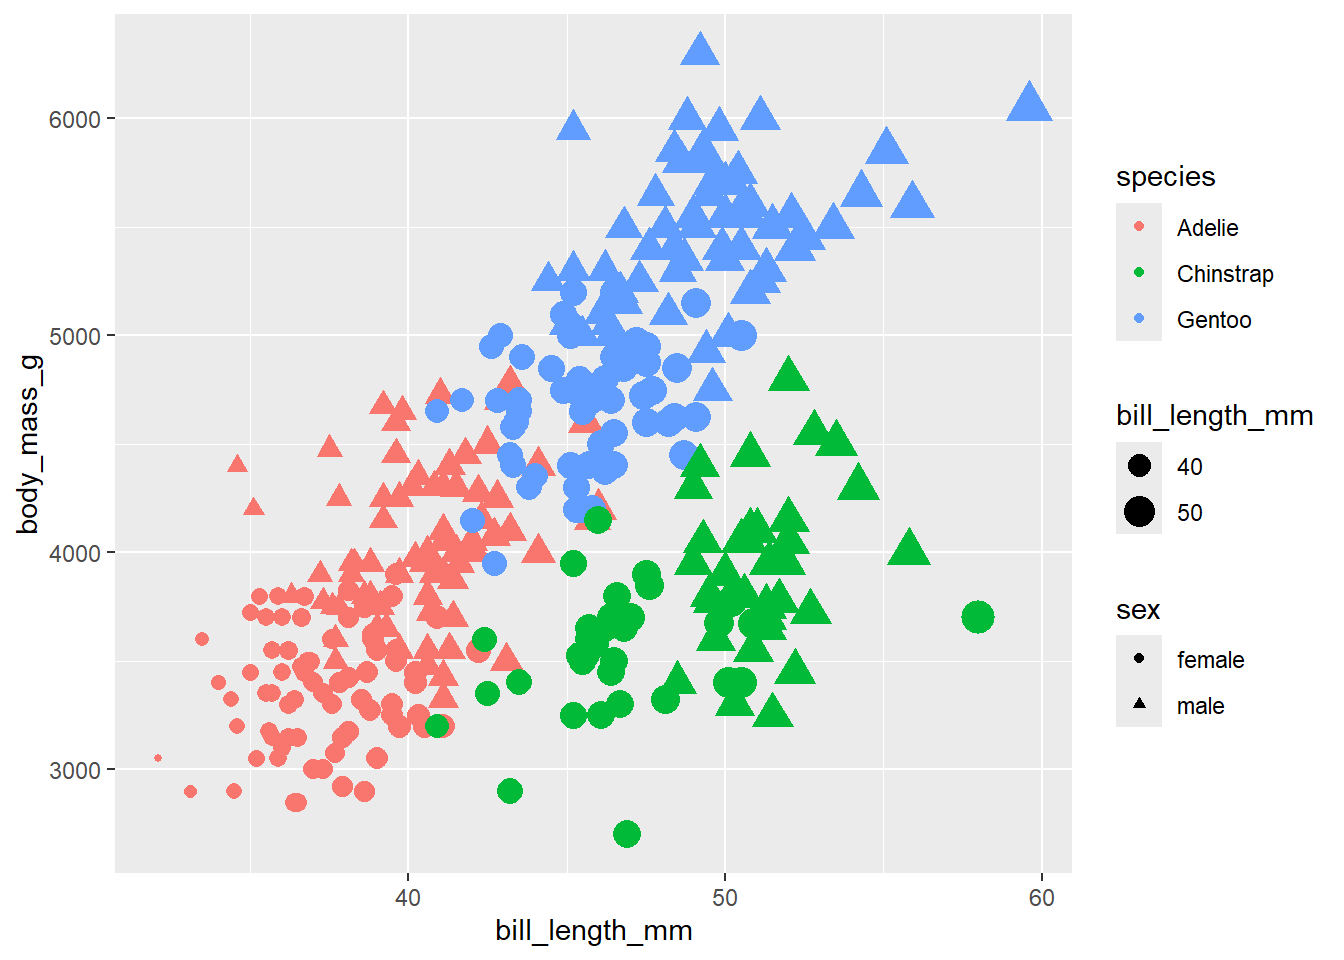 body_mass_g
6000
5000
4000
3000
40
50
60
bill_length_mm
species
Adelie
Chinstrap
Gentoo
bill_length_mm
40
50
sex
female
male